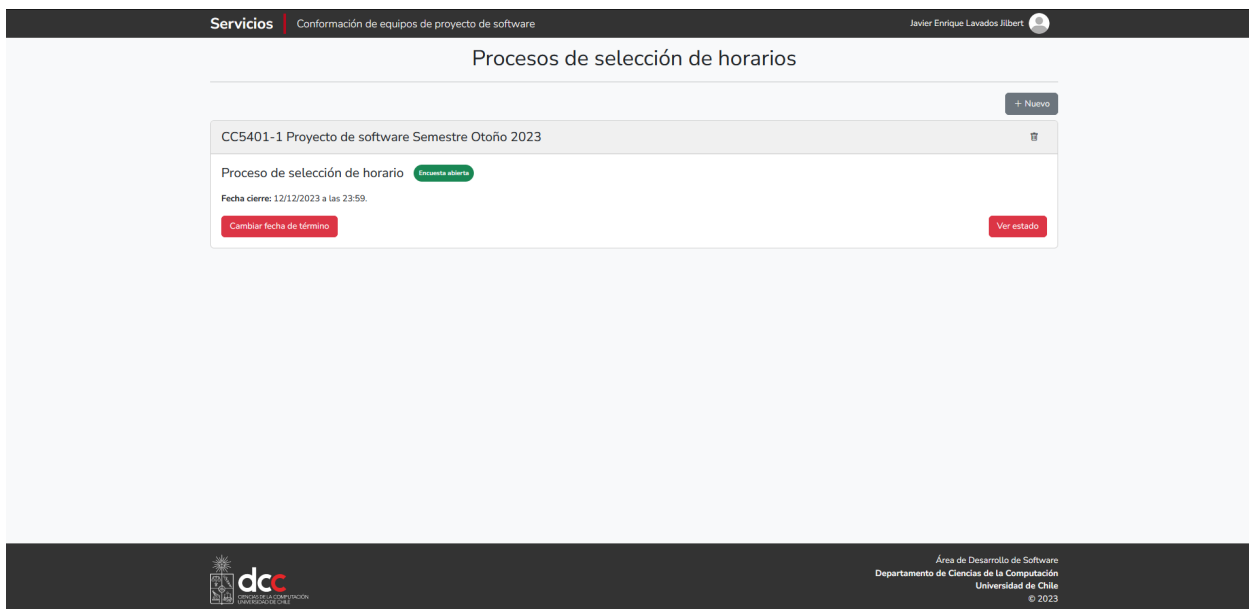 Servicios Conformación de equipos de proyecto de software Javier Enrique Lavados Jilbert
Procesos de selección de horarios
+ Nuevo
CC5401-1 Proyecto de software Semestre Otoño 2023
Proceso de selección de horario Encuesta abierta
Fecha cierre: 12/12/2023 a las 23:59.
Cambiar fecha de término Ver estado
dcc
CIENCIAS DE LA COMPUTACIÓN
UNIVERSIDAD DE CHILE
Área de Desarrollo de Software
Departamento de Ciencias de la Computación
Universidad de Chile
© 2023